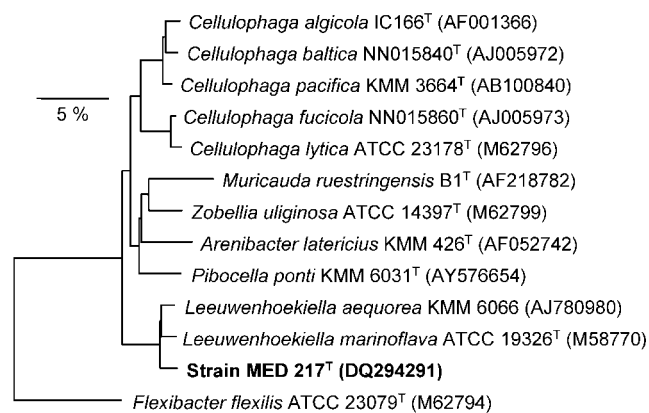 Cellulophaga algicola IC166ᵀ (AF001366)
Cellulophaga baltica NN015840ᵀ (AJ005972)
Cellulophaga pacifica KMM 3664ᵀ (AB100840)
5 %
Cellulophaga fucicola NN015860ᵀ (AJ005973)
Cellulophaga lytica ATCC 23178ᵀ (M62796)
Muricauda ruestringensis B1ᵀ (AF218782)
Zobellia uliginosa ATCC 14397ᵀ (M62799)
Arenibacter latericius KMM 426ᵀ (AF052742)
Pibocella ponti KMM 6031ᵀ (AY576654)
Leeuwenhoekiella aequorea KMM 6066 (AJ780980)
Leeuwenhoekiella marinoflava ATCC 19326ᵀ (M58770)
Strain MED 217ᵀ (DQ294291)
Flexibacter flexilis ATCC 23079ᵀ (M62794)